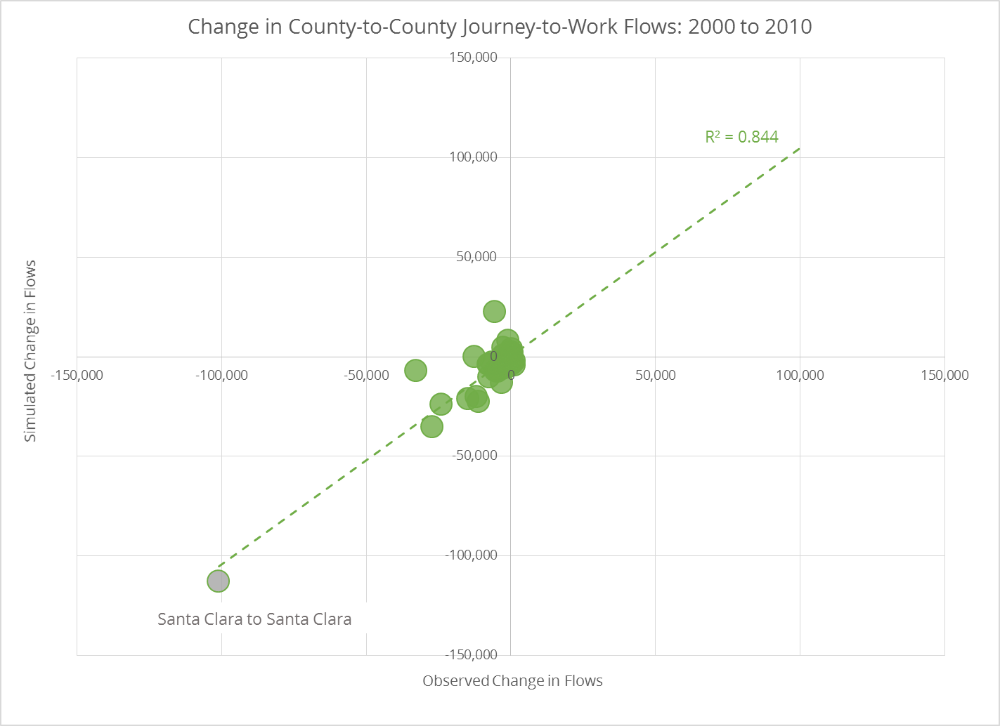 Change in County-to-County Journey-to-Work Flows: 2000 to 2010
150,000
R² = 0.844
100,000
50,000
Simulated Change in Flows
0
-150,000 -100,000 -50,000 0 50,000 100,000 150,000
-50,000
-100,000
Santa Clara to Santa Clara
-150,000
Observed Change in Flows